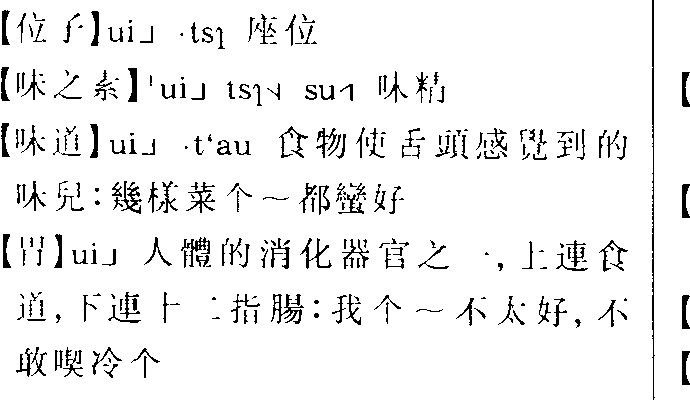 【位子】ui˩ ·tsɿ 座位
【味之素】ˈui˩ tsɿ˨˩ su˧ 味精
【味道】ui˩ ·t‘au 食物使舌頭感覺到的
味兒：幾樣菜个～都蠻好
【胃】ui˩ 人體的消化器官之一，上連食
道，下連十二指腸：我个～不太好，不
敢喫冷个